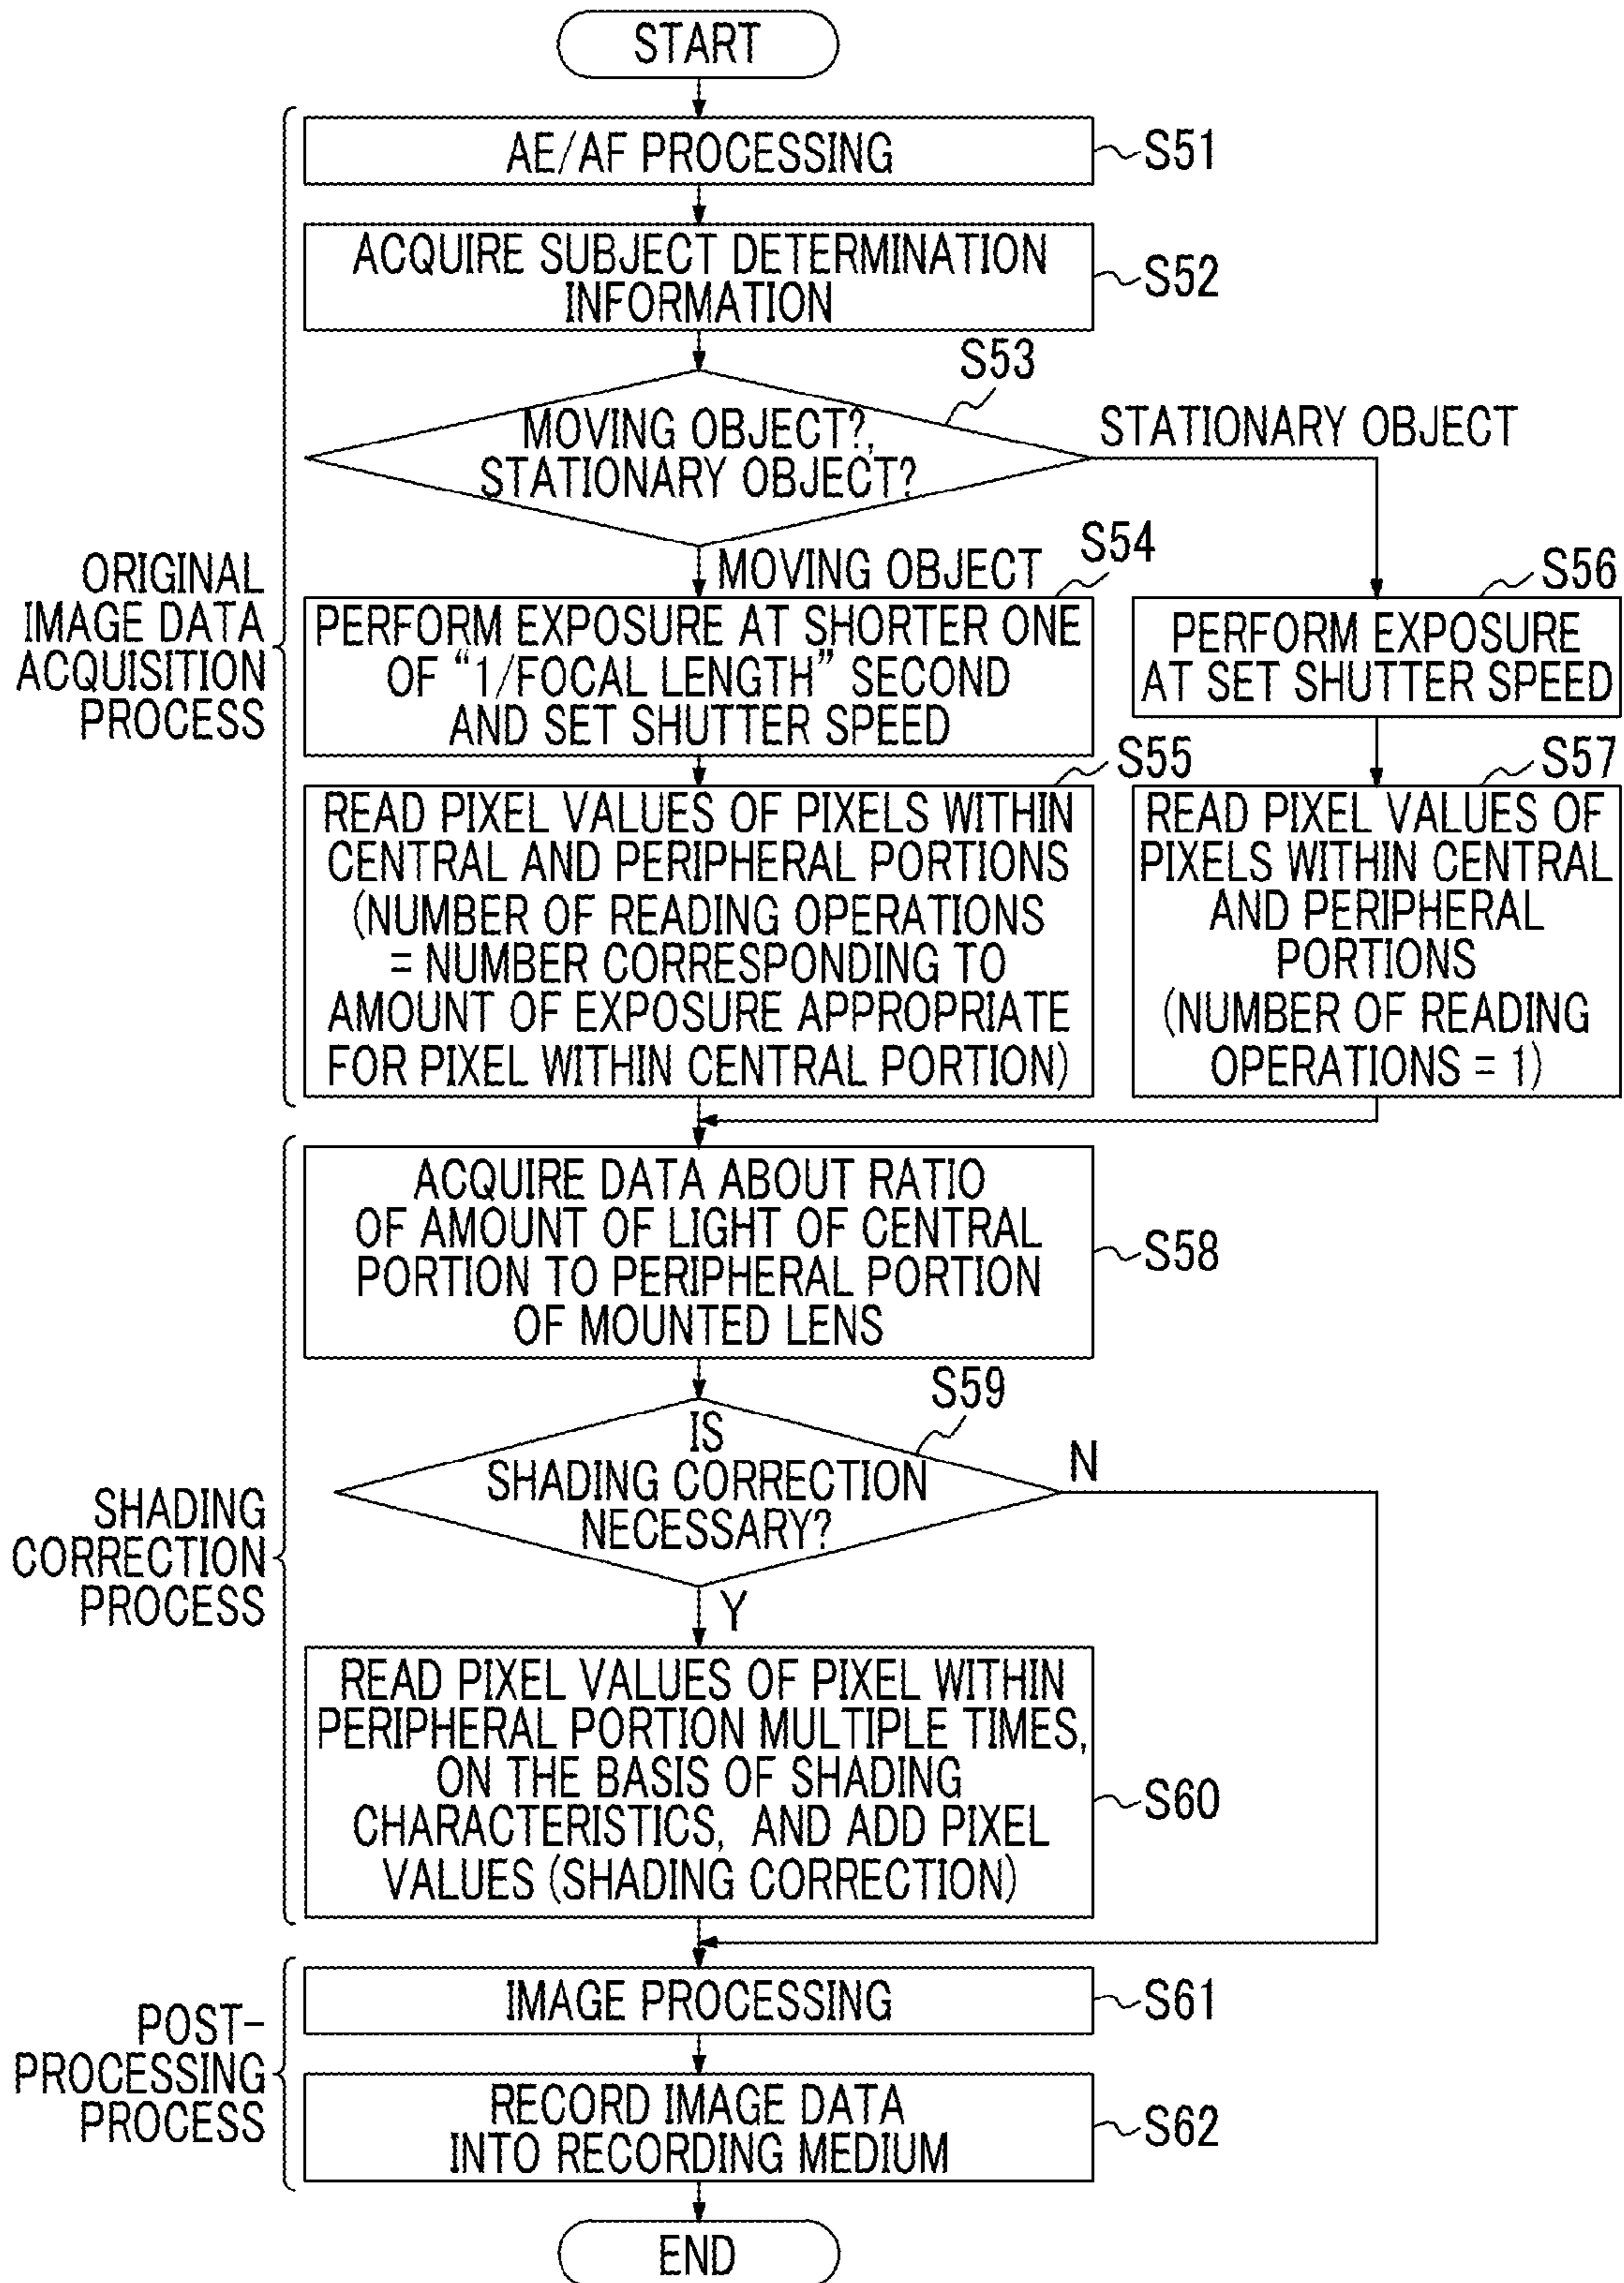 START
AE/AF PROCESSING
S51
ACQUIRE SUBJECT DETERMINATION
INFORMATION
S52
S53
MOVING OBJECT?,
STATIONARY OBJECT?
STATIONARY OBJECT
MOVING OBJECT
ORIGINAL
IMAGE DATA
ACQUISITION
PROCESS
S54
PERFORM EXPOSURE AT SHORTER ONE
OF “1/FOCAL LENGTH” SECOND
AND SET SHUTTER SPEED
S56
PERFORM EXPOSURE
AT SET SHUTTER SPEED
S55
READ PIXEL VALUES OF PIXELS WITHIN
CENTRAL AND PERIPHERAL PORTIONS
(NUMBER OF READING OPERATIONS
= NUMBER CORRESPONDING TO
AMOUNT OF EXPOSURE APPROPRIATE
FOR PIXEL WITHIN CENTRAL PORTION)
S57
READ PIXEL VALUES OF
PIXELS WITHIN CENTRAL
AND PERIPHERAL
PORTIONS
(NUMBER OF READING
OPERATIONS = 1)
ACQUIRE DATA ABOUT RATIO
OF AMOUNT OF LIGHT OF CENTRAL
PORTION TO PERIPHERAL PORTION
OF MOUNTED LENS
S58
S59
IS
SHADING CORRECTION
NECESSARY?
N
Y
SHADING
CORRECTION
PROCESS
READ PIXEL VALUES OF PIXEL WITHIN
PERIPHERAL PORTION MULTIPLE TIMES,
ON THE BASIS OF SHADING
CHARACTERISTICS, AND ADD PIXEL
VALUES (SHADING CORRECTION)
S60
IMAGE PROCESSING
S61
POST-
PROCESSING
PROCESS
RECORD IMAGE DATA
INTO RECORDING MEDIUM
S62
END